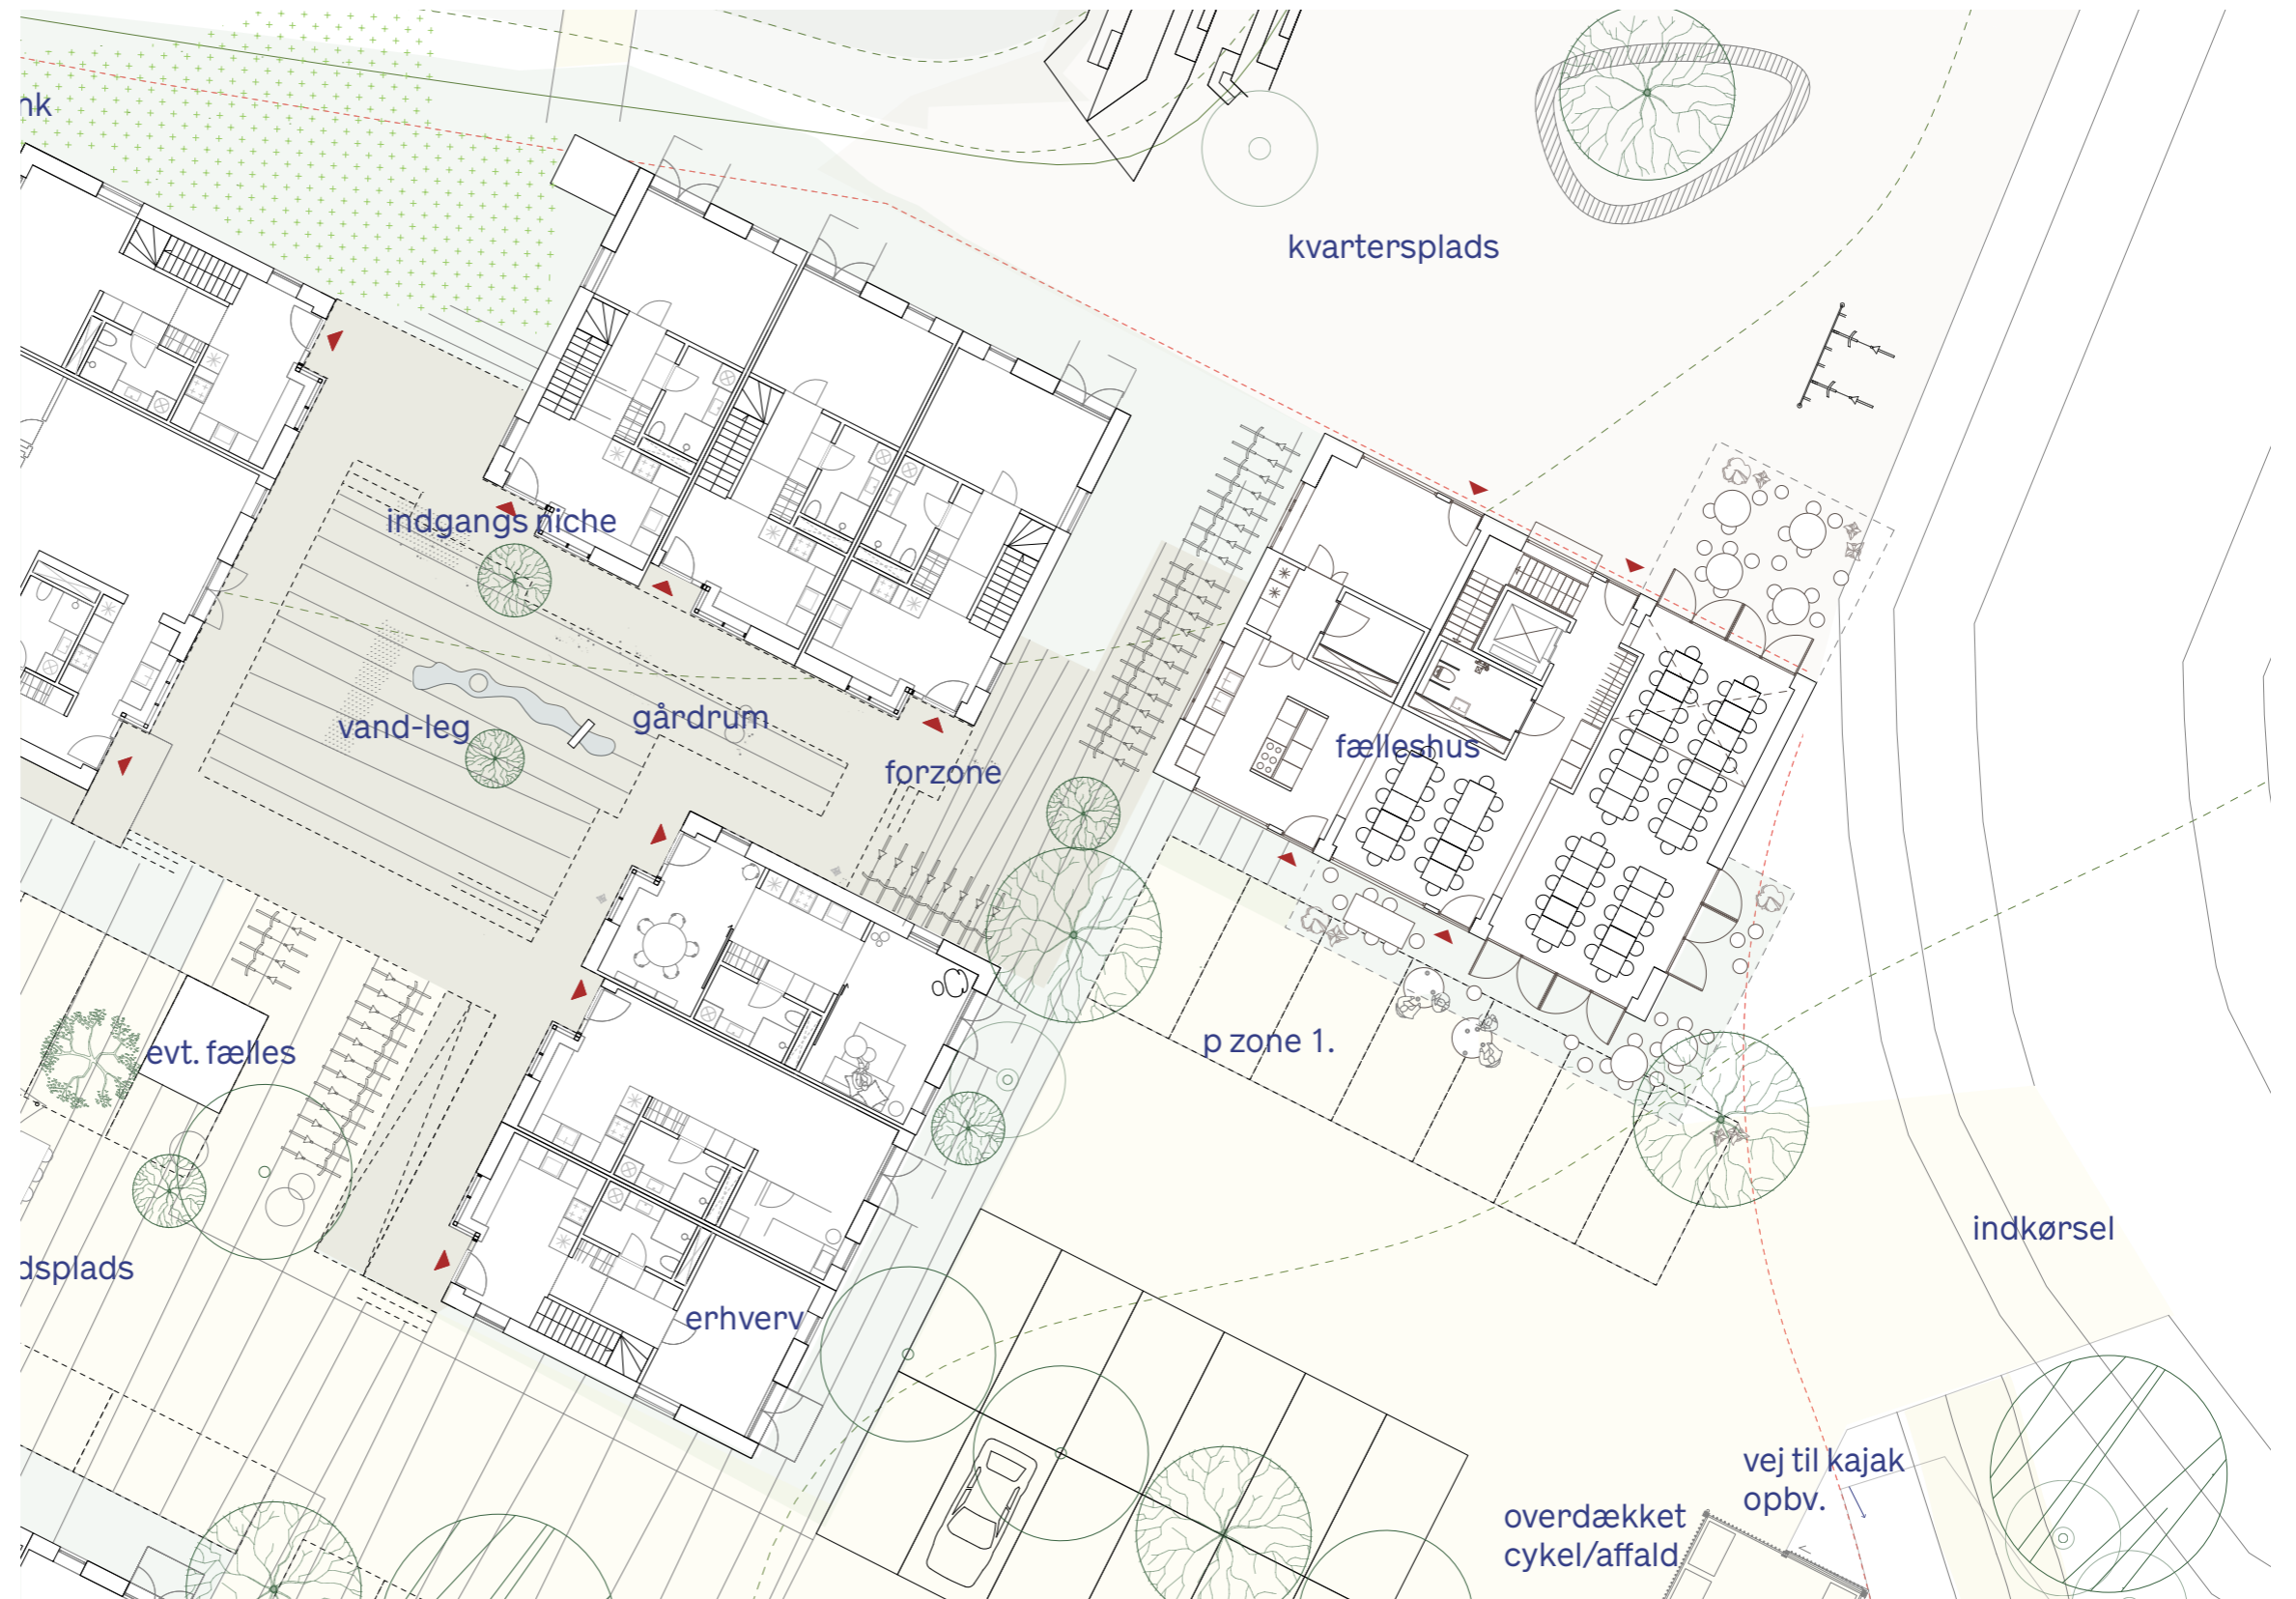 nk
kvartersplads
indgangs niche
vand-leg
gårdrum
forzone
fælleshus
evt. fælles
p zone 1.
dsplads
erhverv
indkørsel
vej til kajak
opbv.
overdækket
cykel/affald